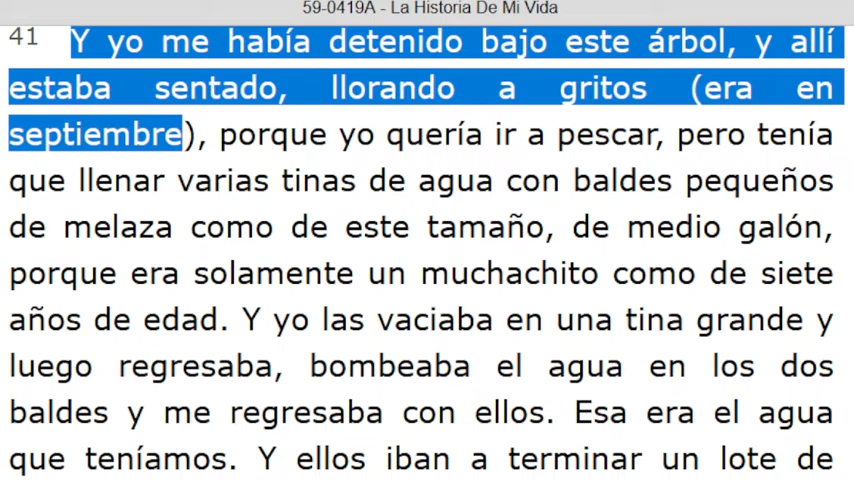 59-0419A - La Historia De Mi Vida
41 Y yo me había detenido bajo este árbol, y allí
estaba sentado, llorando a gritos (era en
septiembre), porque yo quería ir a pescar, pero tenía
que llenar varias tinas de agua con baldes pequeños
de melaza como de este tamaño, de medio galón,
porque era solamente un muchachito como de siete
años de edad. Y yo las vaciaba en una tina grande y
luego regresaba, bombeaba el agua en los dos
baldes y me regresaba con ellos. Esa era el agua
que teníamos. Y ellos iban a terminar un lote de